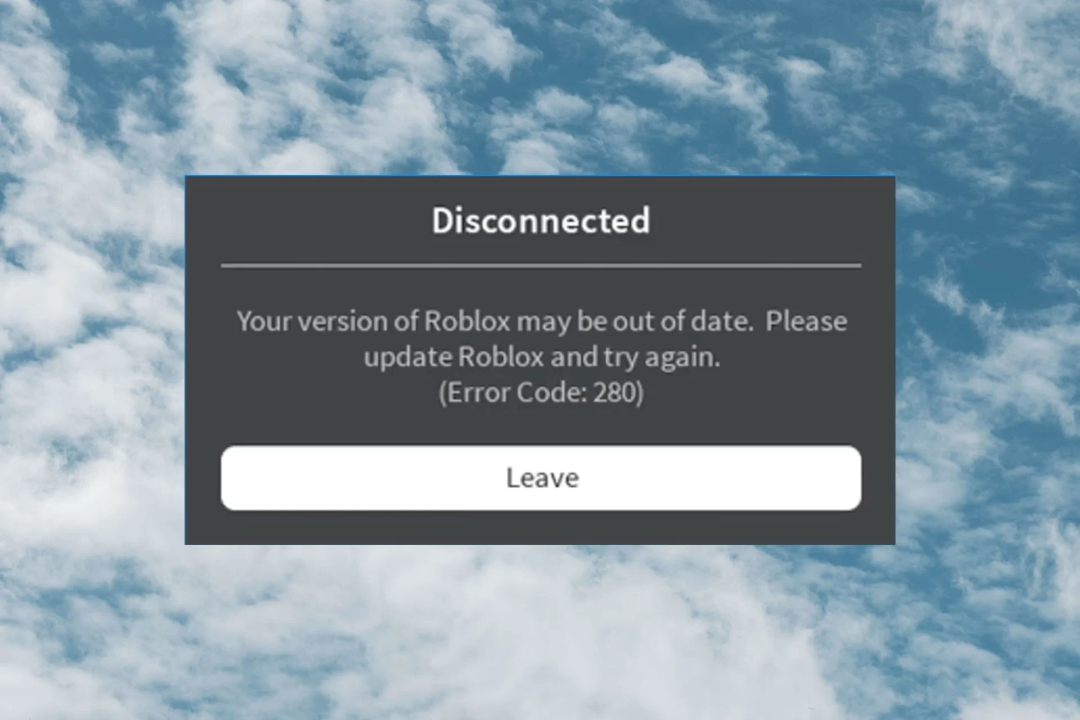 Disconnected
Your version of Roblox may be out of date.  Please
update Roblox and try again.
(Error Code: 280)
Leave